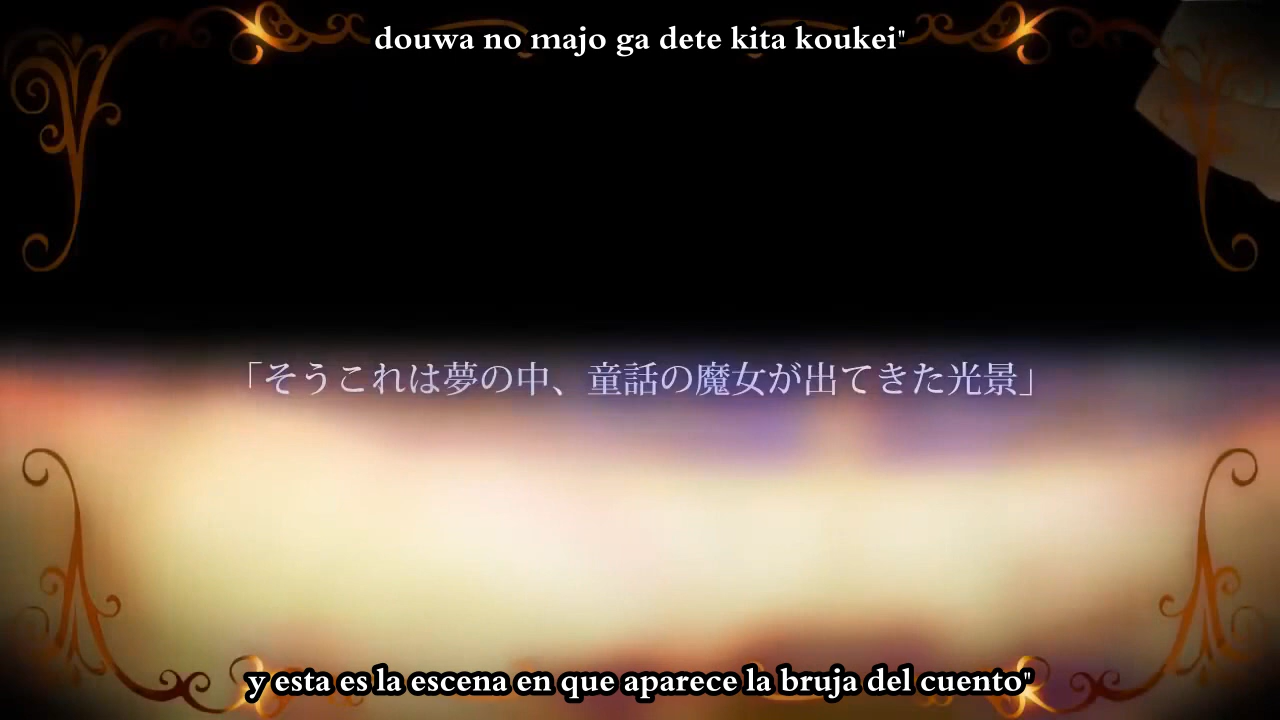 douwa no majo ga dete kita koukei"
「そうこれは夢の中、童話の魔女が出てきた光景」
y esta es la escena en que aparece la bruja del cuento"